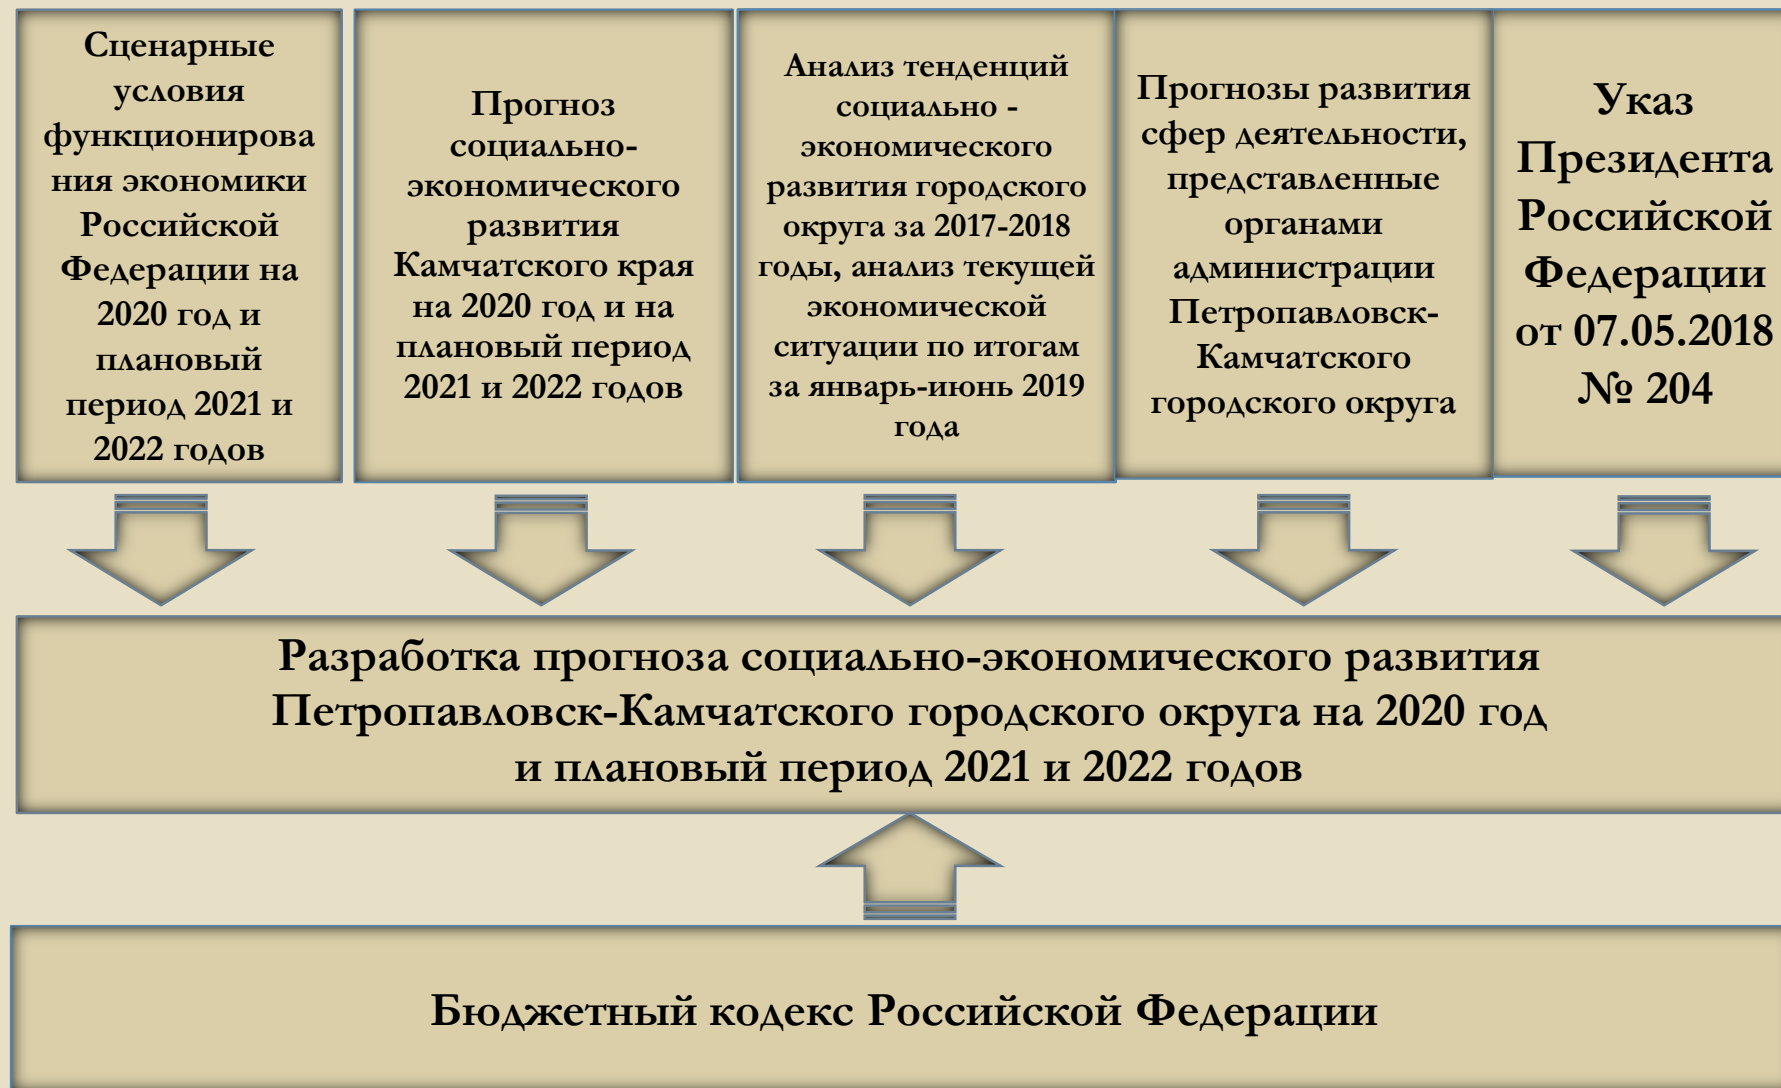 Сценарные
условия
функционирова
ния экономики
Российской
Федерации на
2020 год и
плановый
период 2021 и
2022 годов
Прогноз
социально-
экономического
развития
Камчатского края
на 2020 год и на
плановый период
2021 и 2022 годов
Анализ тенденций
социально -
экономического
развития городского
округа за 2017-2018
годы, анализ текущей
экономической
ситуации по итогам
за январь-июнь 2019
года
Прогнозы развития
сфер деятельности,
представленные
органами
администрации
Петропавловск-
Камчатского
городского округа
Указ
Президента
Российской
Федерации
от 07.05.2018
№ 204
Разработка прогноза социально-экономического развития
Петропавловск-Камчатского городского округа на 2020 год
и плановый период 2021 и 2022 годов
Бюджетный кодекс Российской Федерации